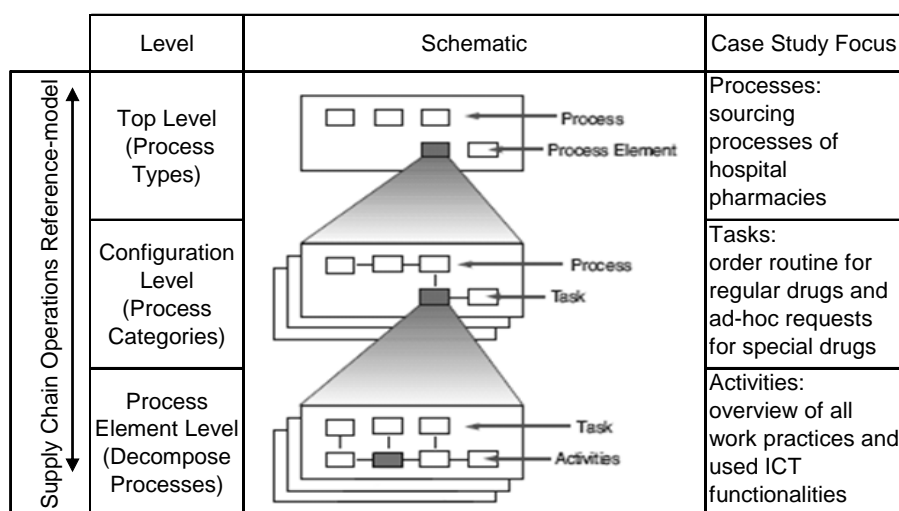 Level
Schematic
Case Study Focus
Supply Chain Operations Reference-model
Top Level
(Process
Types)
Process
Process Element
Processes:
sourcing
processes of
hospital
pharmacies
Configuration
Level
(Process
Categories)
Process
Task
Tasks:
order routine for
regular drugs and
ad-hoc requests
for special drugs
Process
Element Level
(Decompose
Processes)
Task
Activities
Activities:
overview of all
work practices and
used ICT
functionalities